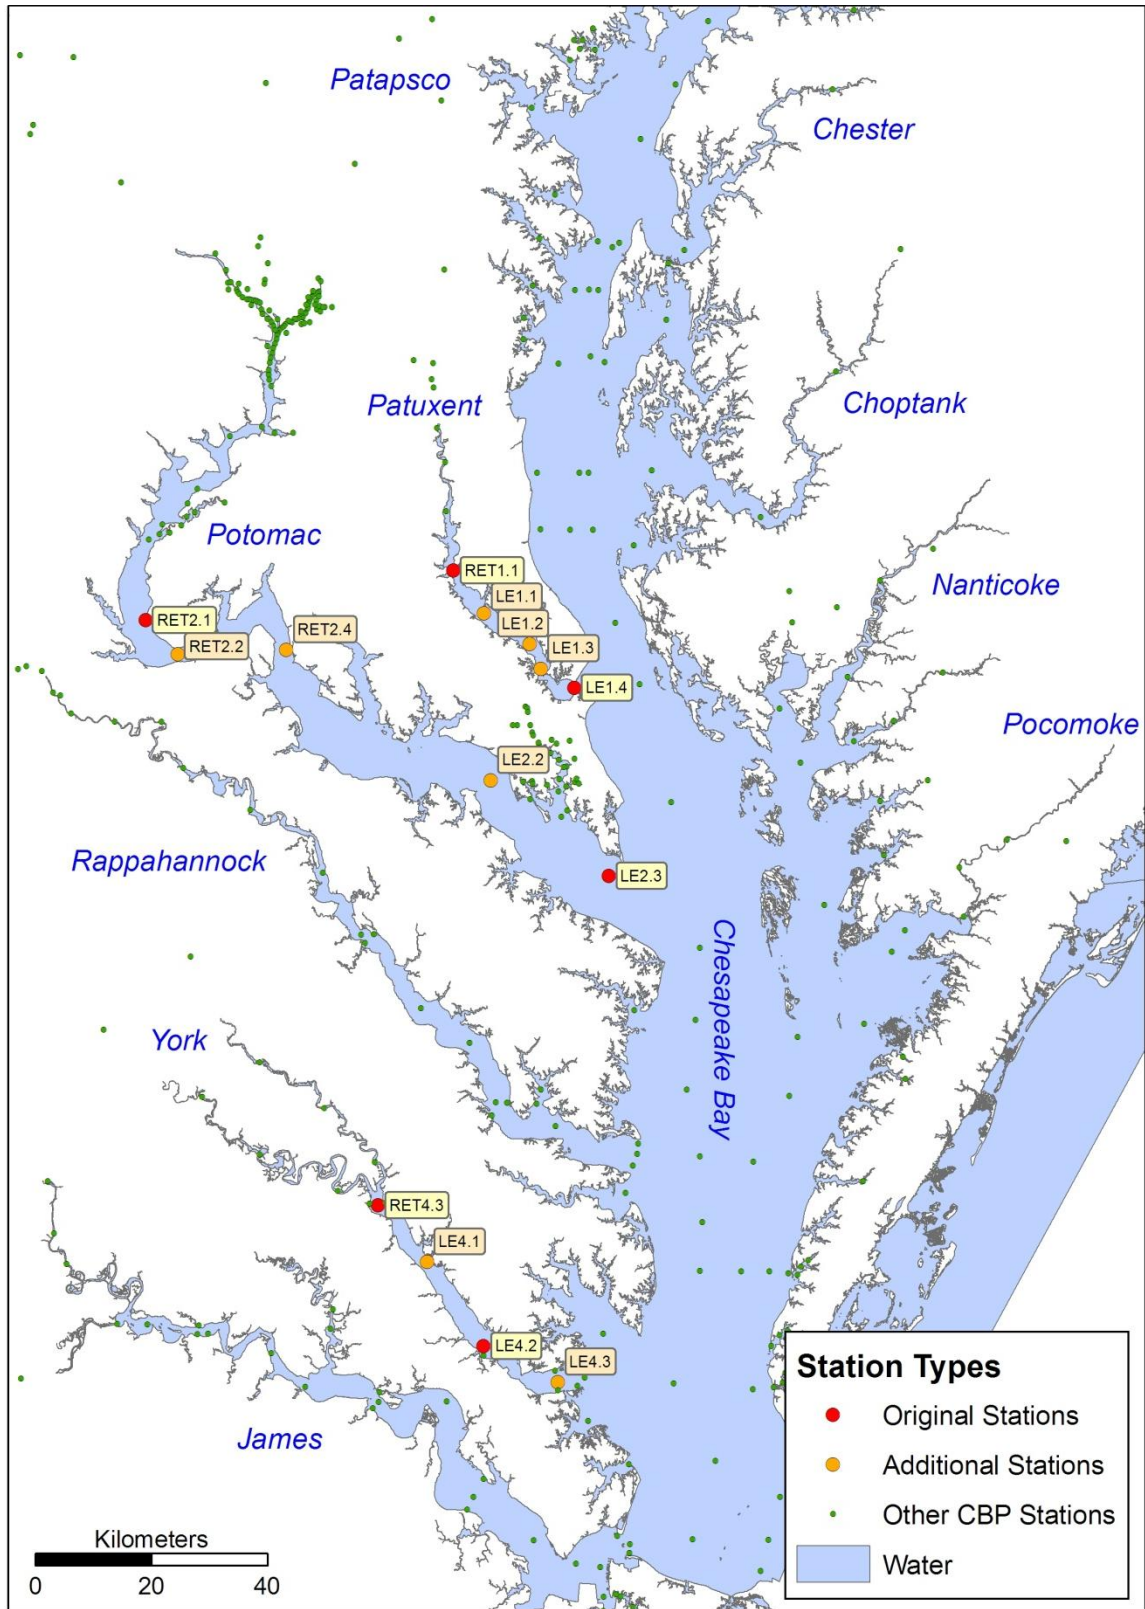 Patapsco
Chester
Patuxent
Choptank
Potomac
Nanticoke
RET1.1
LE1.1
RET2.1
LE1.2
RET2.4
RET2.2
LE1.3
LE1.4
Pocomoke
LE2.2
Rappahannock
LE2.3
Chesapeake Bay
York
RET4.3
LE4.1
LE4.2
LE4.3
James
Station Types
Original Stations
Additional Stations
Other CBP Stations
Water
Kilometers
0 20 40